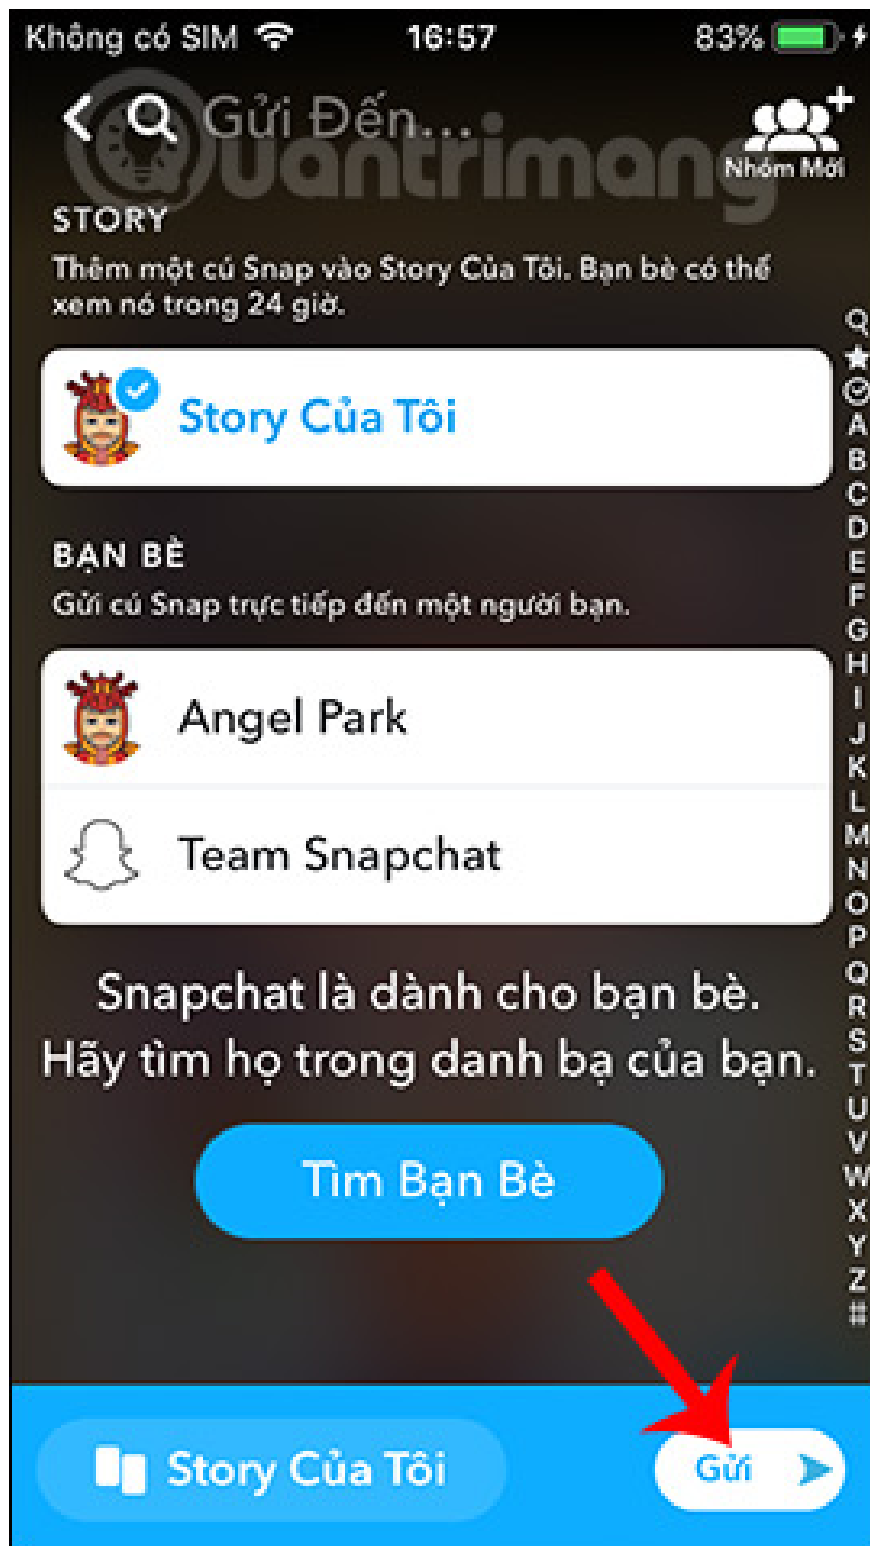 Không có SIM 16:57 83%
Gửi Đến...
Quantrimang
Nhóm Mới
STORY
Thêm một cú Snap vào Story Của Tôi. Bạn bè có thể
xem nó trong 24 giờ.
Story Của Tôi
BẠN BÈ
Gửi cú Snap trực tiếp đến một người bạn.
Angel Park
Team Snapchat
Snapchat là dành cho bạn bè.
Hãy tìm họ trong danh bạ của bạn.
Tìm Bạn Bè
A
B
C
D
E
F
G
H
I
J
K
L
M
N
O
P
Q
R
S
T
U
V
W
X
Y
Z
#
Story Của Tôi
Gửi